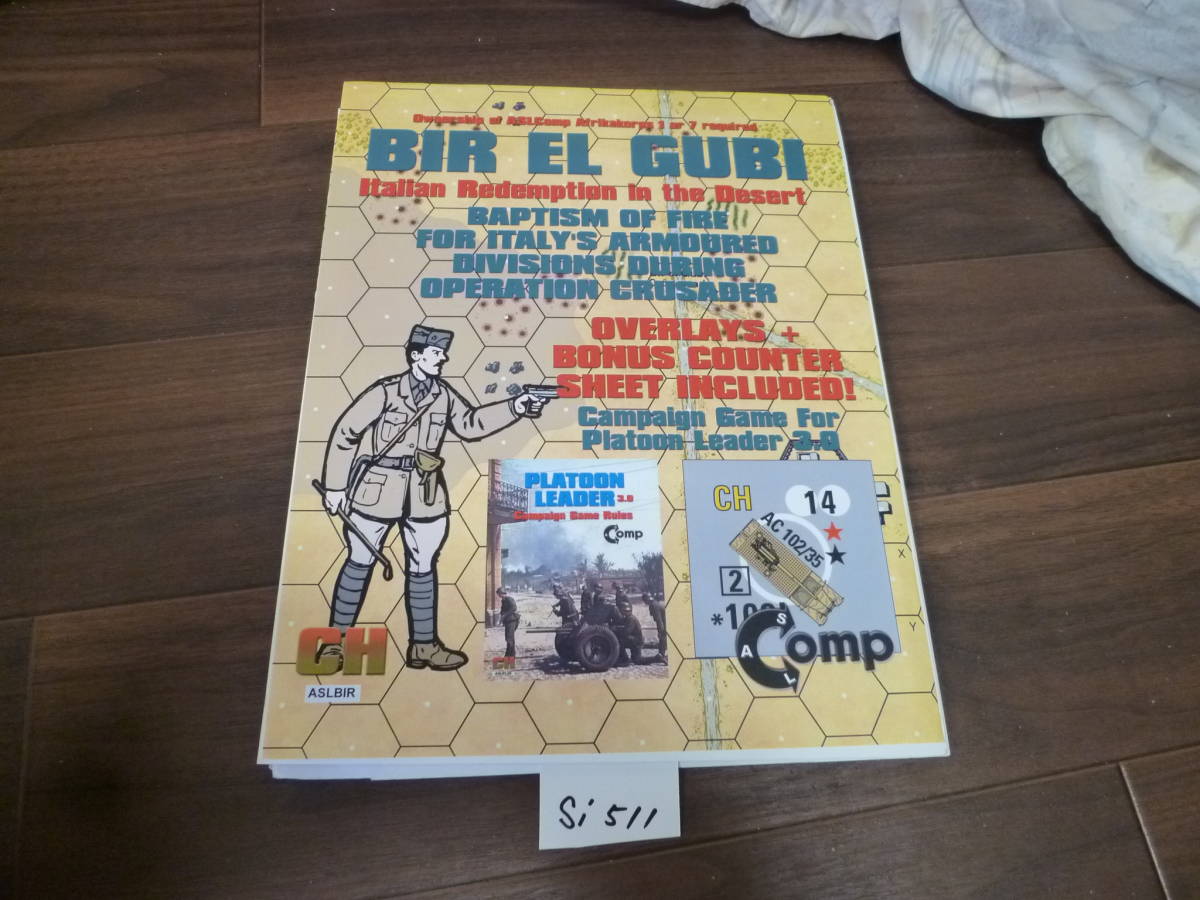 Ownership of ASLComp Afrikakorps 1 or 7 required
BIR EL GUBI
Italian Redemption in the Desert
BAPTISM OF FIRE
FOR ITALY'S ARMOURED
DIVISIONS DURING
OPERATION CRUSADER
OVERLAYS +
BONUS COUNTER
SHEET INCLUDED!
Campaign Game For
Platoon Leader 3.0
PLATOON
LEADER 3.0
Campaign Game Rules
Comp
CH
CH 14
AC 102/35
2
ASL Comp
X
Y
CH
ASLBIR
Si 511